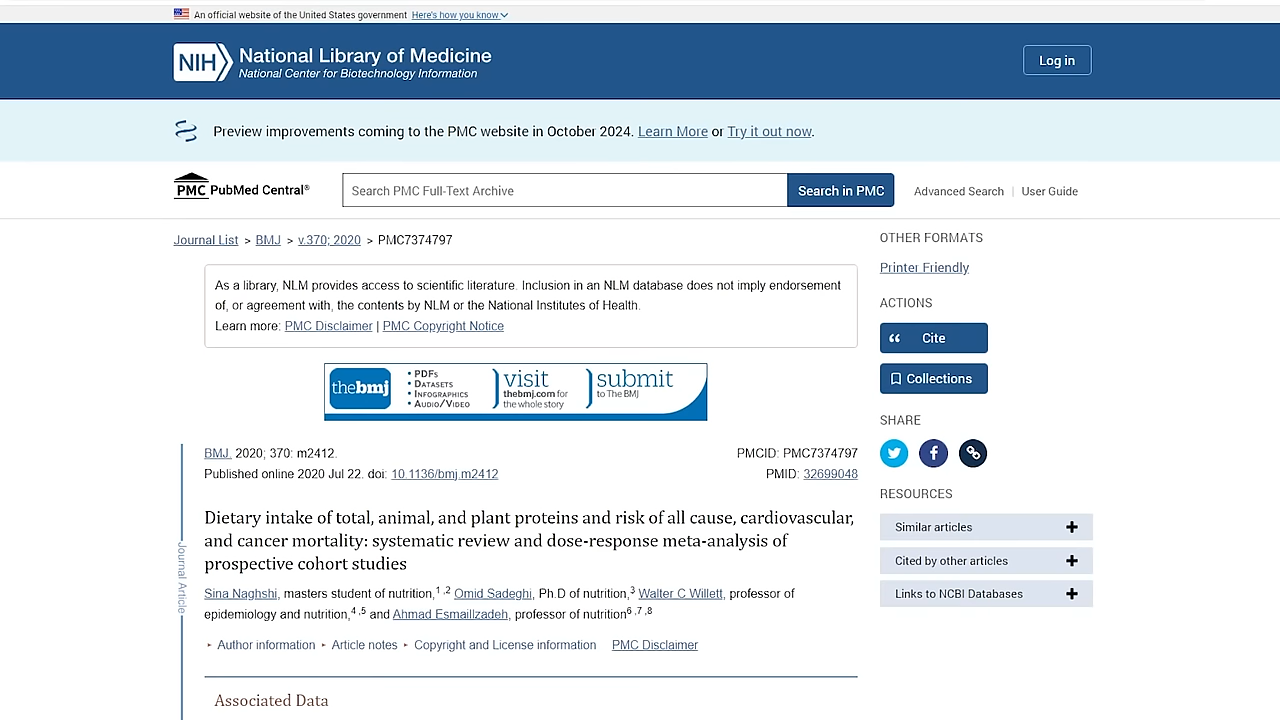 An official website of the United States government Here's how you know
NIH National Library of Medicine
National Center for Biotechnology Information
Log in
Preview improvements coming to the PMC website in October 2024. Learn More or Try it out now.
PMC PubMed Central®
Search PMC Full-Text Archive
Search in PMC
Advanced Search | User Guide
Journal List > BMJ > v.370; 2020 > PMC7374797
As a library, NLM provides access to scientific literature. Inclusion in an NLM database does not imply endorsement
of, or agreement with, the contents by NLM or the National Institutes of Health.
Learn more: PMC Disclaimer | PMC Copyright Notice
thebmj
• PDFs
• Datasets
• Infographics
• Audio/Video
visit
thebmj.com for
the whole story
submit
to The BMJ
BMJ. 2020; 370: m2412.
Published online 2020 Jul 22. doi: 10.1136/bmj.m2412
PMCID: PMC7374797
PMID: 32699048
Journal Article
Dietary intake of total, animal, and plant proteins and risk of all cause, cardiovascular,
and cancer mortality: systematic review and dose-response meta-analysis of
prospective cohort studies
Sina Naghshi, masters student of nutrition,1,2 Omid Sadeghi, Ph.D of nutrition,3 Walter C Willett, professor of
epidemiology and nutrition,4,5 and Ahmad Esmaillzadeh, professor of nutrition6,7,8
▸ Author information ▸ Article notes ▸ Copyright and License information PMC Disclaimer
Associated Data
OTHER FORMATS
Printer Friendly
ACTIONS
Cite
Collections
SHARE
RESOURCES
Similar articles
Cited by other articles
Links to NCBI Databases